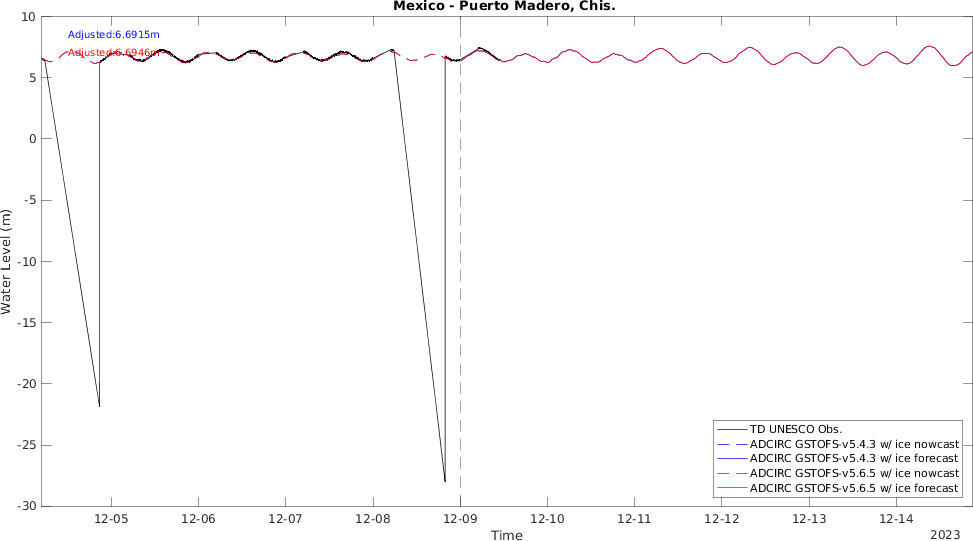 Mexico - Puerto Madero, Chis.
Adjusted:6.6915m
Adjusted:6.6946m
10
5
0
-5
-10
-15
-20
-25
-30
Water Level (m)
12-05
12-06
12-07
12-08
12-09
12-10
12-11
12-12
12-13
12-14
Time
2023
TD UNESCO Obs.
ADCIRC GSTOFS-v5.4.3 w/ ice nowcast
ADCIRC GSTOFS-v5.4.3 w/ ice forecast
ADCIRC GSTOFS-v5.6.5 w/ ice nowcast
ADCIRC GSTOFS-v5.6.5 w/ ice forecast